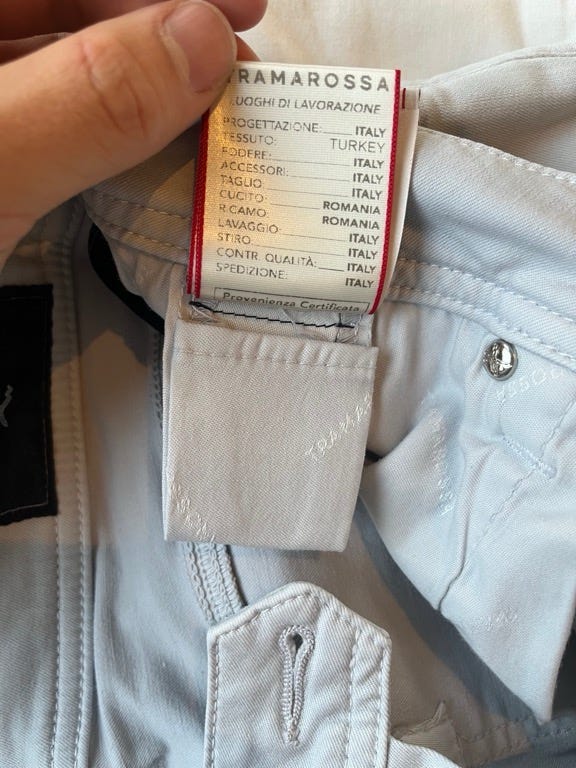 TRAMAROSSA
LUOGHI DI LAVORAZIONE
PROGETTAZIONE: ITALY
TESSUTO: TURKEY
FODERE: ITALY
ACCESSORI: ITALY
TAGLIO ITALY
CUCITO: ROMANIA
RICAMO: ROMANIA
LAVAGGIO: ITALY
STIRO ITALY
CONTR. QUALITÀ: ITALY
SPEDIZIONE: ITALY
Provenienza Certificata